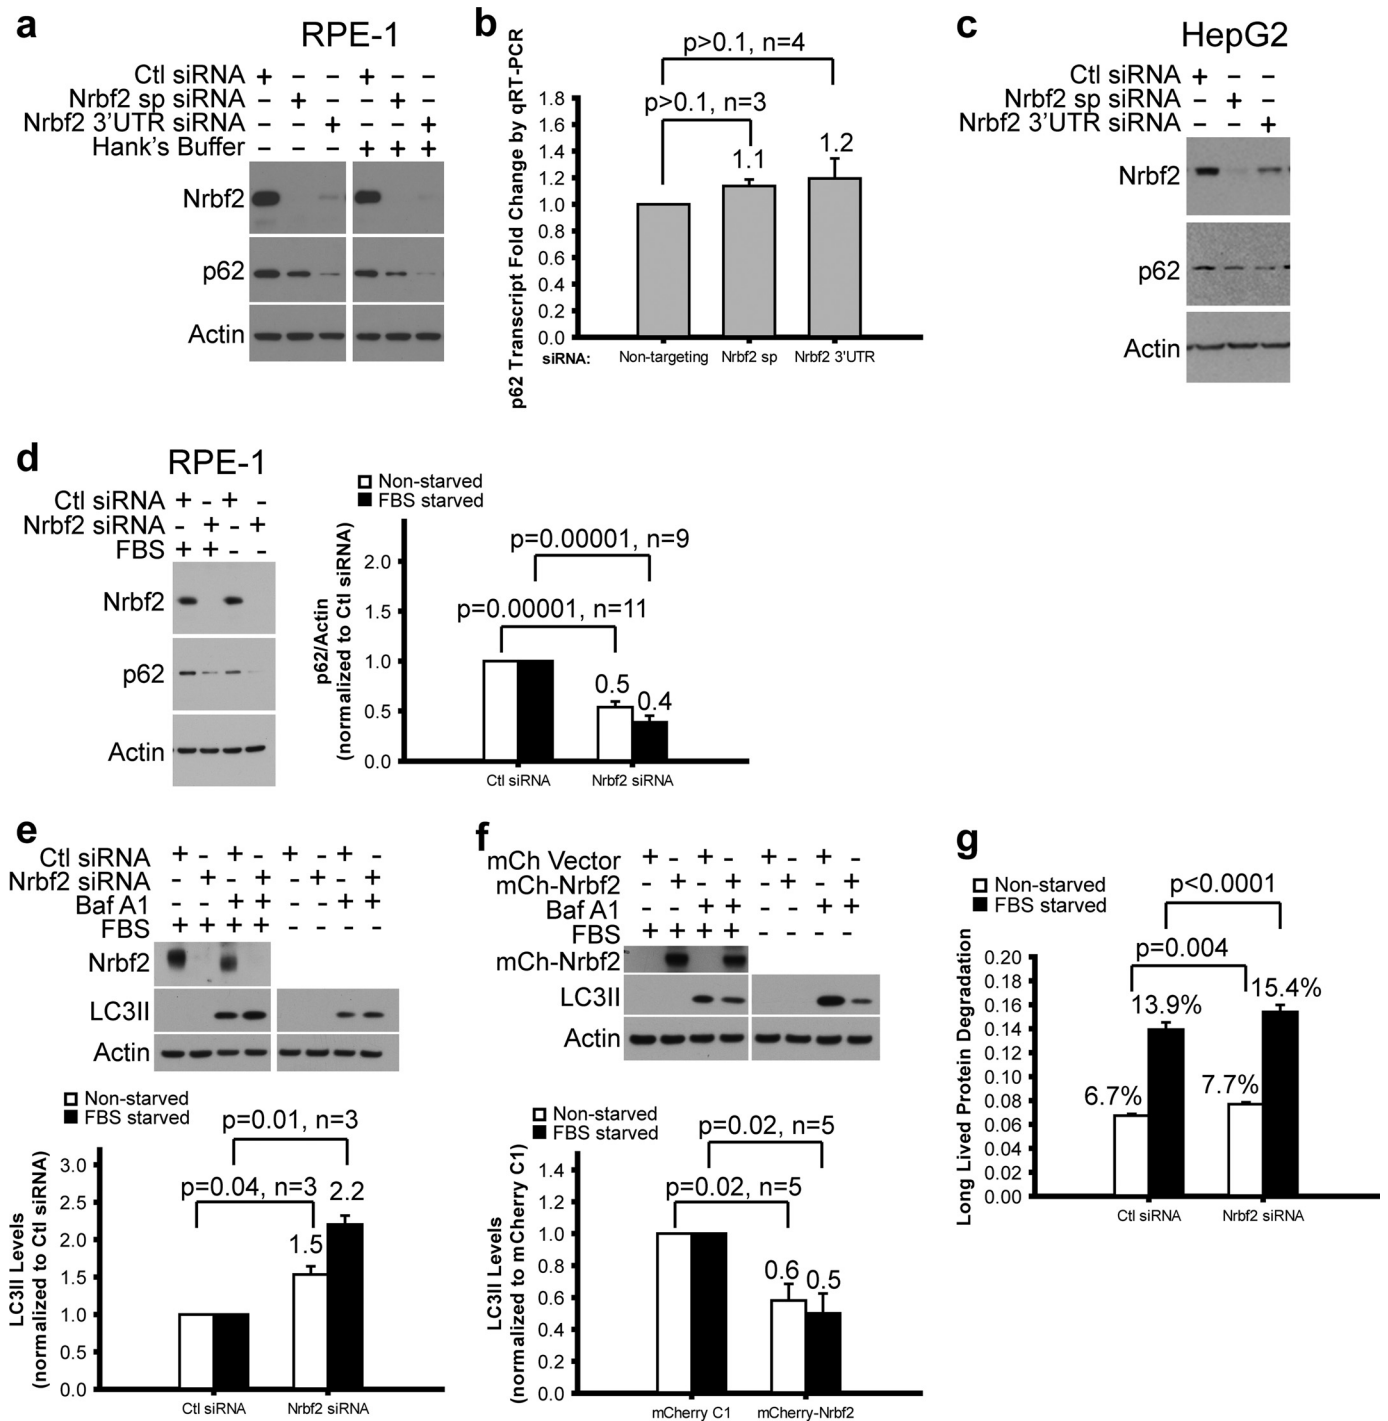 a
RPE-1
Ctl siRNA + – – + – –
Nrbf2 sp siRNA – + – – + –
Nrbf2 3'UTR siRNA – – + – – +
Hank's Buffer – – – + + +
Nrbf2
p62
Actin
b
p>0.1, n=4
p>0.1, n=3
p62 Transcript Fold Change by qRT-PCR
1.8
1.6
1.4
1.2
1.0
0.8
0.6
0.4
0.2
0.0
1.1
1.2
siRNA: Non-targeting Nrbf2 sp Nrbf2 3'UTR
c
HepG2
Ctl siRNA + – –
Nrbf2 sp siRNA – + –
Nrbf2 3'UTR siRNA – – +
Nrbf2
p62
Actin
d
RPE-1
Ctl siRNA + - + -
Nrbf2 siRNA - + - +
FBS + + - -
Nrbf2
p62
Actin
Non-starved
FBS starved
p=0.00001, n=9
p=0.00001, n=11
p62/Actin
(normalized to Ctl siRNA)
2.0
1.5
1.0
0.5
0.0
0.5
0.4
Ctl siRNA Nrbf2 siRNA
e
Ctl siRNA + - + - + - + -
Nrbf2 siRNA - + - + - + - +
Baf A1 - - + + - - + +
FBS + + + + - - - -
Nrbf2
LC3II
Actin
Non-starved
FBS starved
p=0.01, n=3
p=0.04, n=3
LC3II Levels
(normalized to Ctl siRNA)
3.0
2.5
2.0
1.5
1.0
0.5
0.0
1.5
2.2
Ctl siRNA Nrbf2 siRNA
f
mCh Vector + - + - + - + -
mCh-Nrbf2 - + - + - + - +
Baf A1 - - + + - - + +
FBS + + + + - - - -
mCh-Nrbf2
LC3II
Actin
Non-starved
FBS starved
p=0.02, n=5
p=0.02, n=5
LC3II Levels
(normalized to mCherry C1)
1.4
1.2
1.0
0.8
0.6
0.4
0.2
0.0
0.6
0.5
mCherry C1 mCherry-Nrbf2
g
Non-starved
FBS starved
p<0.0001
p=0.004
Long Lived Protein Degradation
0.20
0.18
0.16
0.14
0.12
0.10
0.08
0.06
0.04
0.02
0.00
6.7%
13.9%
7.7%
15.4%
Ctl siRNA Nrbf2 siRNA